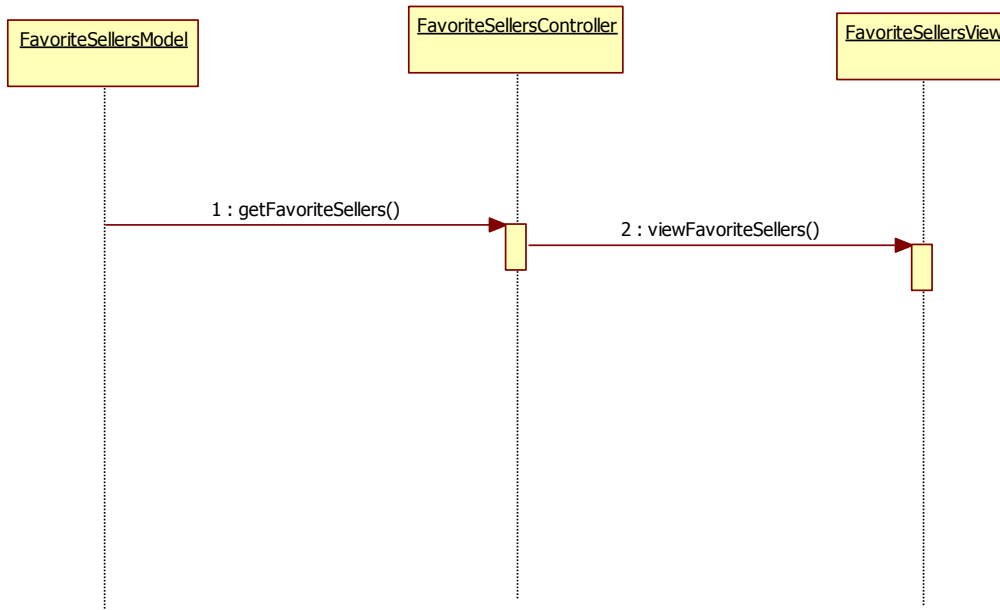 FavoriteSellersModel
FavoriteSellersController
FavoriteSellersView
1 : getFavoriteSellers()
2 : viewFavoriteSellers()